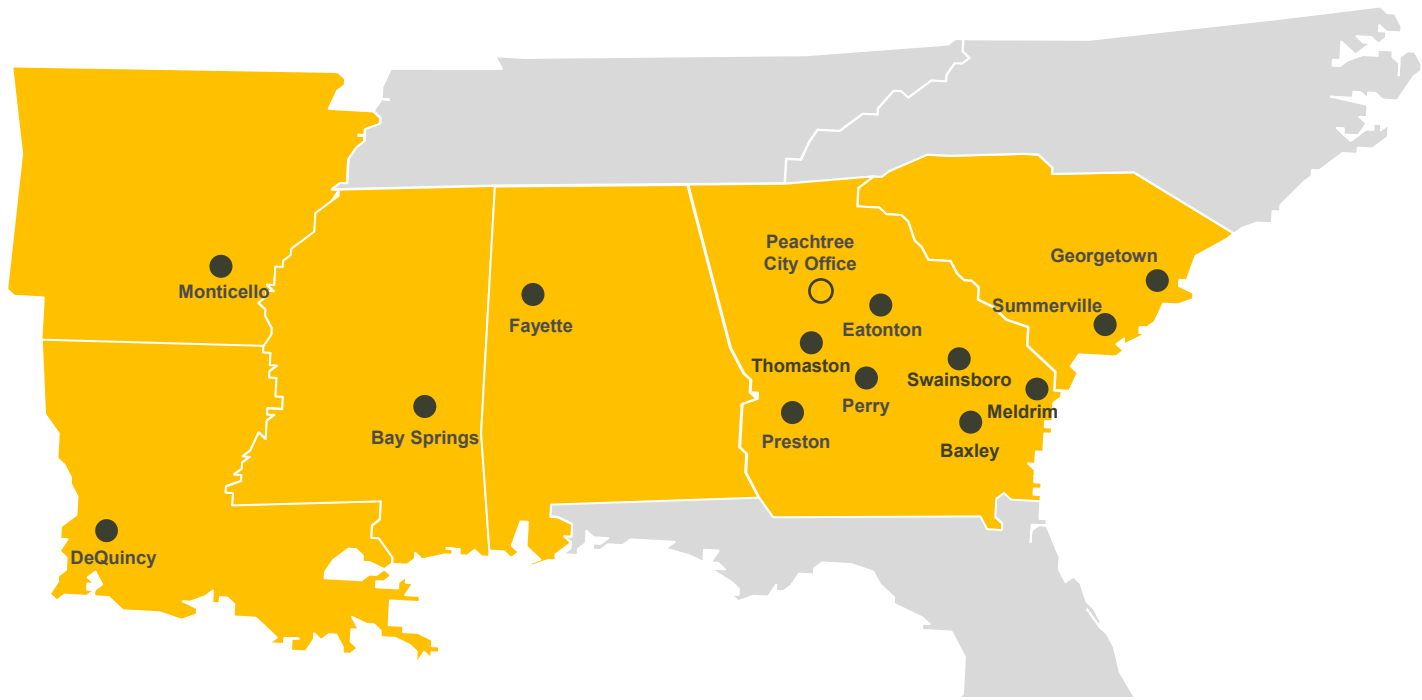 Peachtree
City Office
Georgetown
Monticello
Summerville
Fayette
Eatonton
Thomaston
Swainsboro
Perry
Meldrim
Bay Springs
Preston
Baxley
DeQuincy